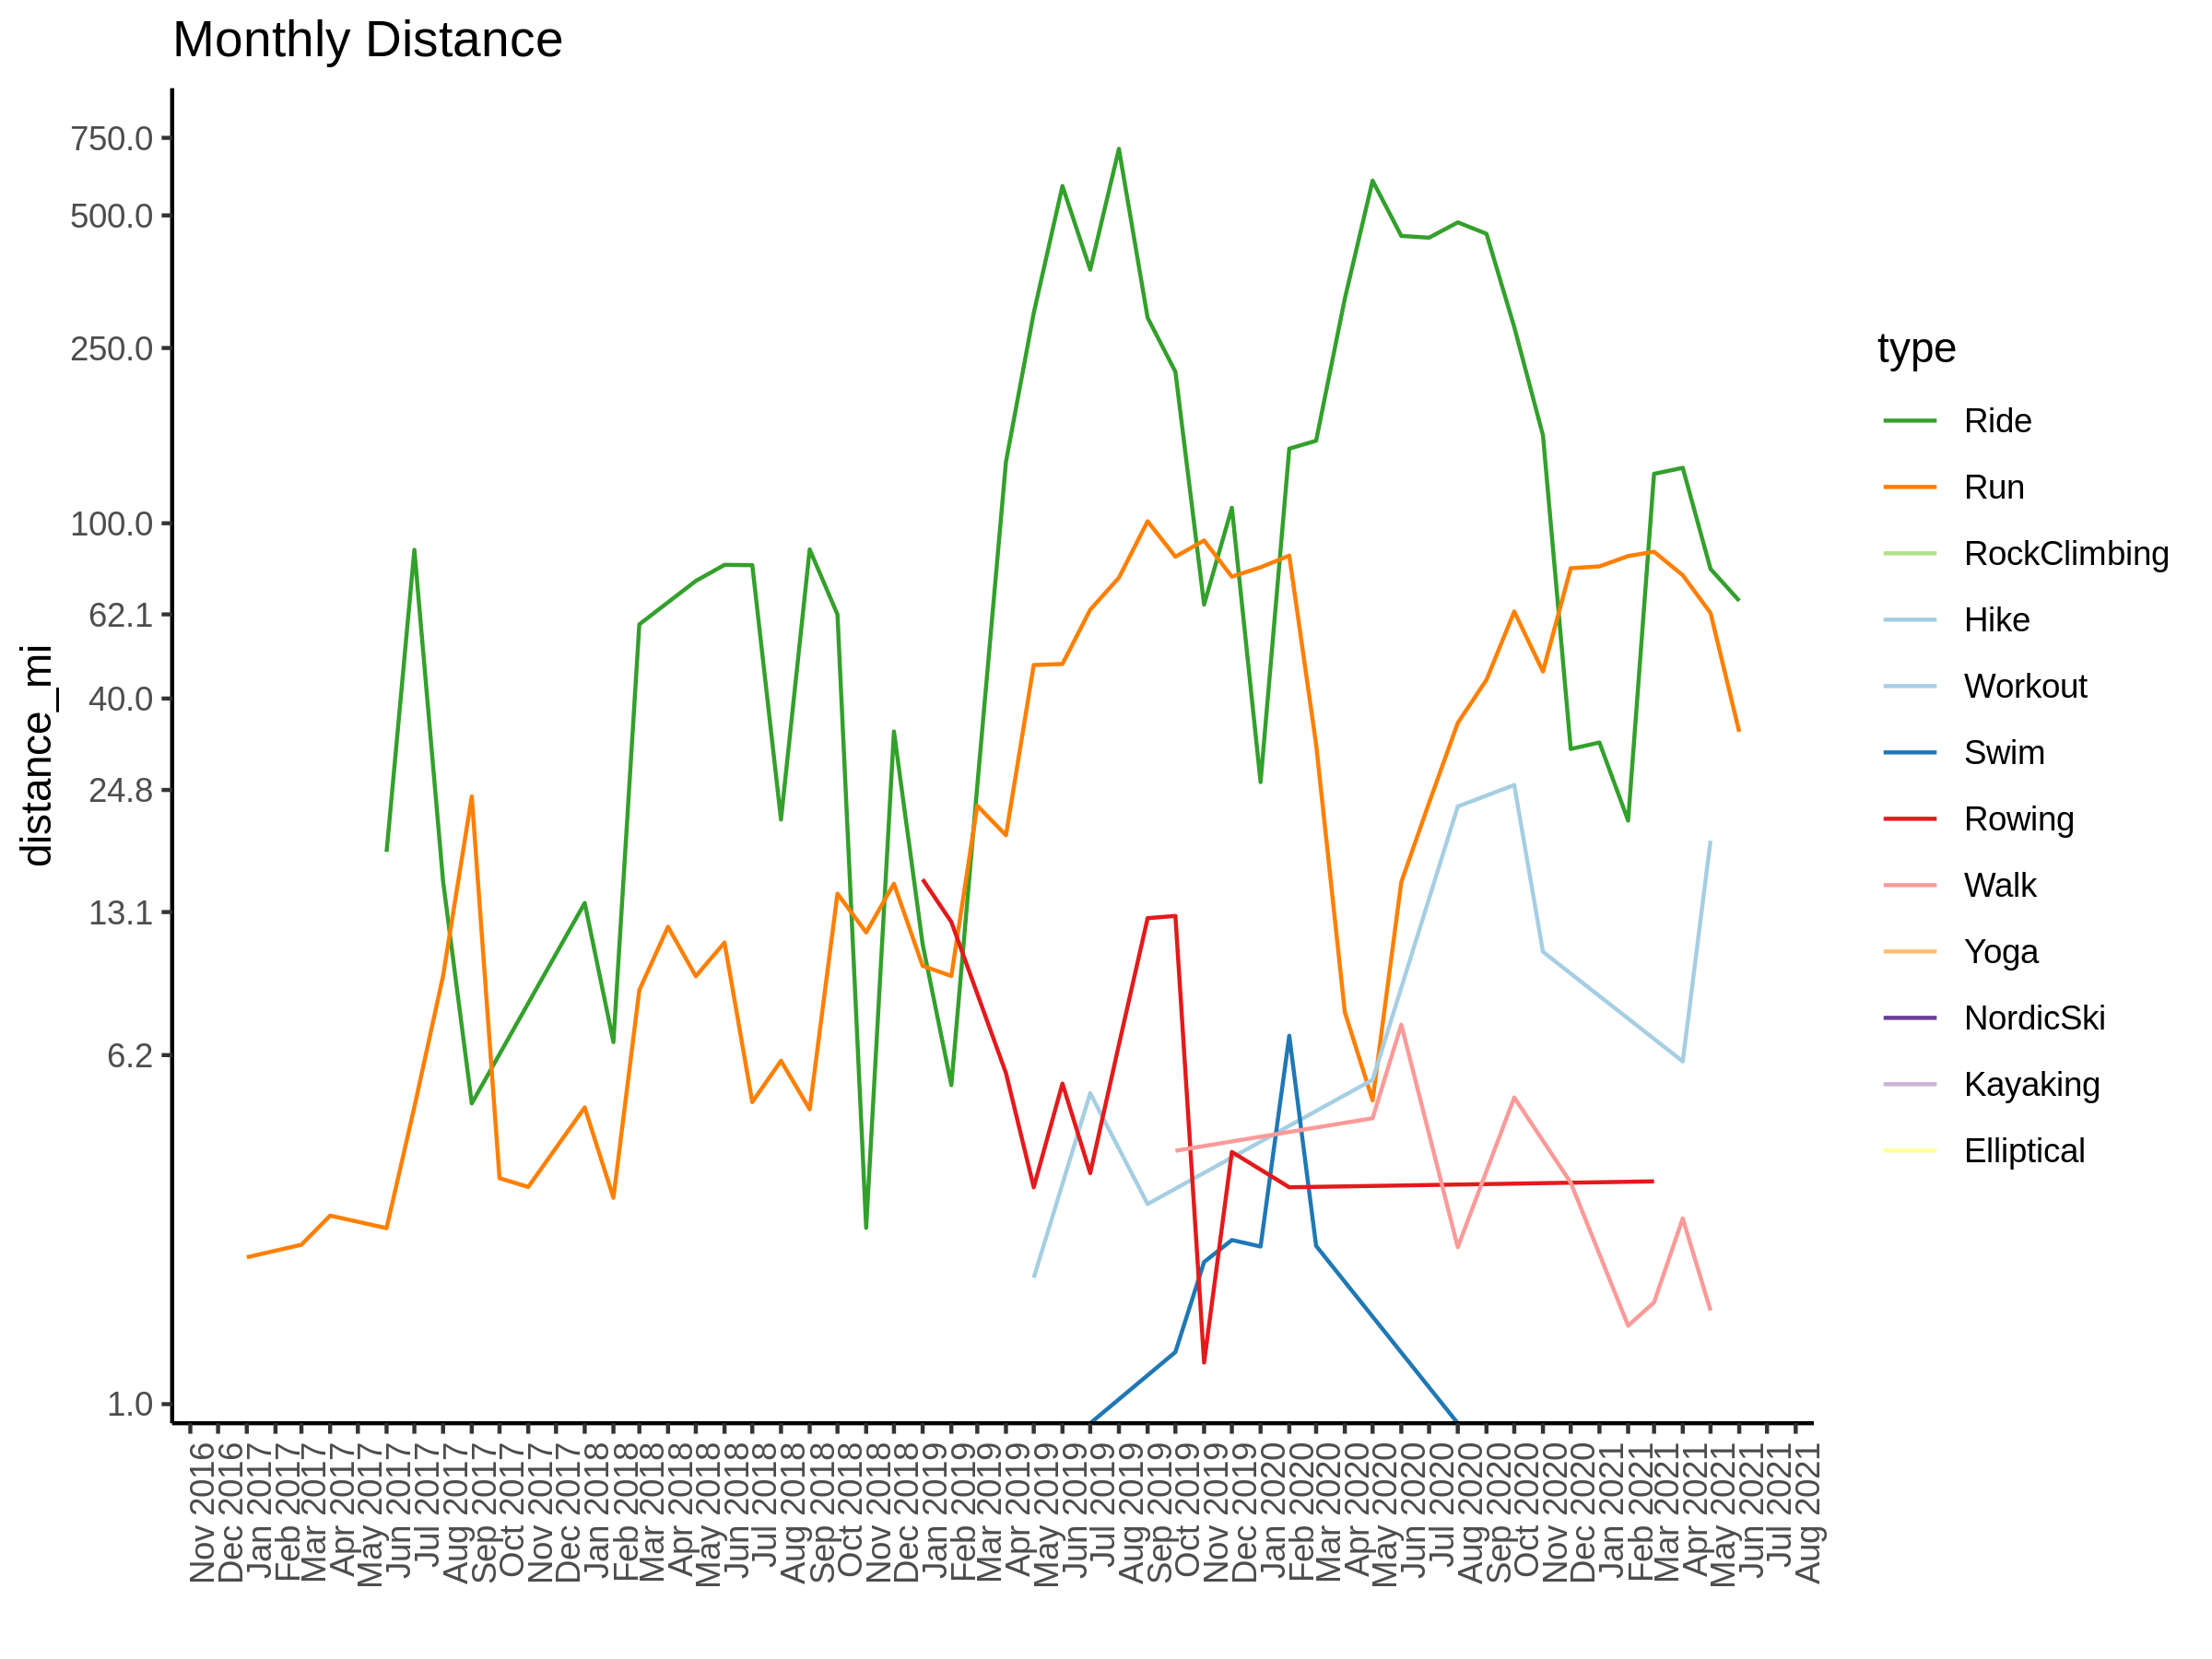 Monthly Distance
distance_mi
750.0
500.0
250.0
100.0
62.1
40.0
24.8
13.1
6.2
1.0
Nov 2016
Dec 2016
Jan 2017
Feb 2017
Mar 2017
Apr 2017
May 2017
Jun 2017
Jul 2017
Aug 2017
Sep 2017
Oct 2017
Nov 2017
Dec 2017
Jan 2018
Feb 2018
Mar 2018
Apr 2018
May 2018
Jun 2018
Jul 2018
Aug 2018
Sep 2018
Oct 2018
Nov 2018
Dec 2018
Jan 2019
Feb 2019
Mar 2019
Apr 2019
May 2019
Jun 2019
Jul 2019
Aug 2019
Sep 2019
Oct 2019
Nov 2019
Dec 2019
Jan 2020
Feb 2020
Mar 2020
Apr 2020
May 2020
Jun 2020
Jul 2020
Aug 2020
Sep 2020
Oct 2020
Nov 2020
Dec 2020
Jan 2021
Feb 2021
Mar 2021
Apr 2021
May 2021
Jun 2021
Jul 2021
Aug 2021
type
Ride
Run
RockClimbing
Hike
Workout
Swim
Rowing
Walk
Yoga
NordicSki
Kayaking
Elliptical